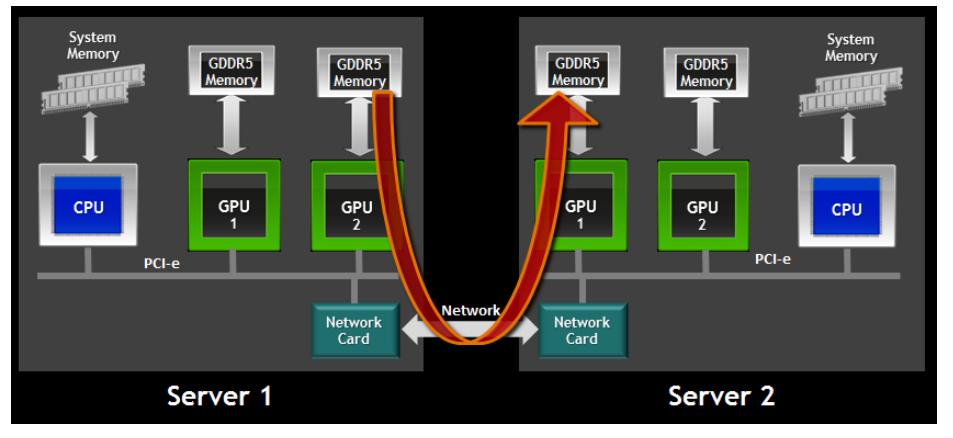 System
Memory
GDDR5
Memory
GDDR5
Memory
CPU
GPU
1
GPU
2
PCI-e
Network
Card
Server 1
Network
GDDR5
Memory
GDDR5
Memory
System
Memory
GPU
1
GPU
2
CPU
PCI-e
Network
Card
Server 2